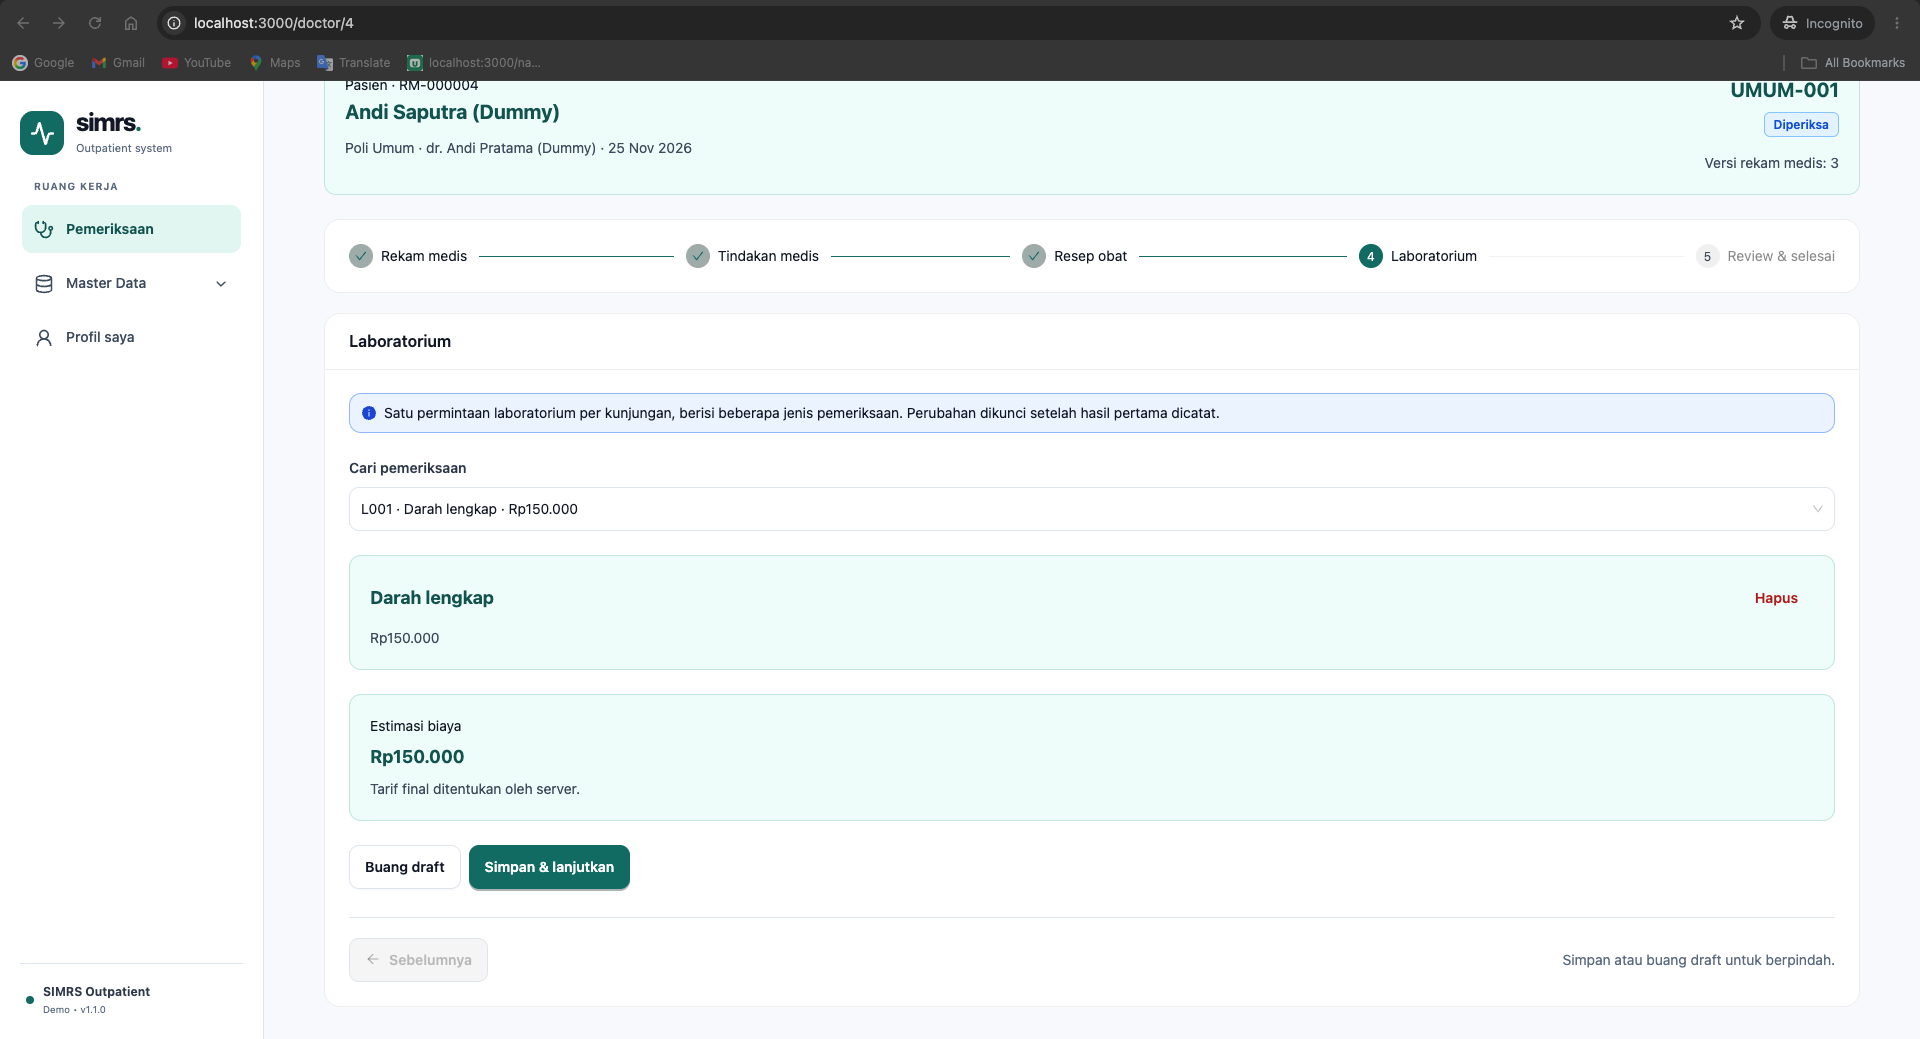 localhost:3000/doctor/4
Incognito
Google
Gmail
YouTube
Maps
Translate
localhost:3000/na...
All Bookmarks
simrs.
Outpatient system
RUANG KERJA
Pemeriksaan
Master Data
Profil saya
SIMRS Outpatient
Demo • v1.1.0
Pasien · RM-000004
Andi Saputra (Dummy)
Poli Umum · dr. Andi Pratama (Dummy) · 25 Nov 2026
UMUM-001
Diperiksa
Versi rekam medis: 3
Rekam medis
Tindakan medis
Resep obat
4 Laboratorium
5 Review & selesai
Laboratorium
Satu permintaan laboratorium per kunjungan, berisi beberapa jenis pemeriksaan. Perubahan dikunci setelah hasil pertama dicatat.
Cari pemeriksaan
L001 · Darah lengkap · Rp150.000
Darah lengkap
Hapus
Rp150.000
Estimasi biaya
Rp150.000
Tarif final ditentukan oleh server.
Buang draft
Simpan & lanjutkan
Sebelumnya
Simpan atau buang draft untuk berpindah.